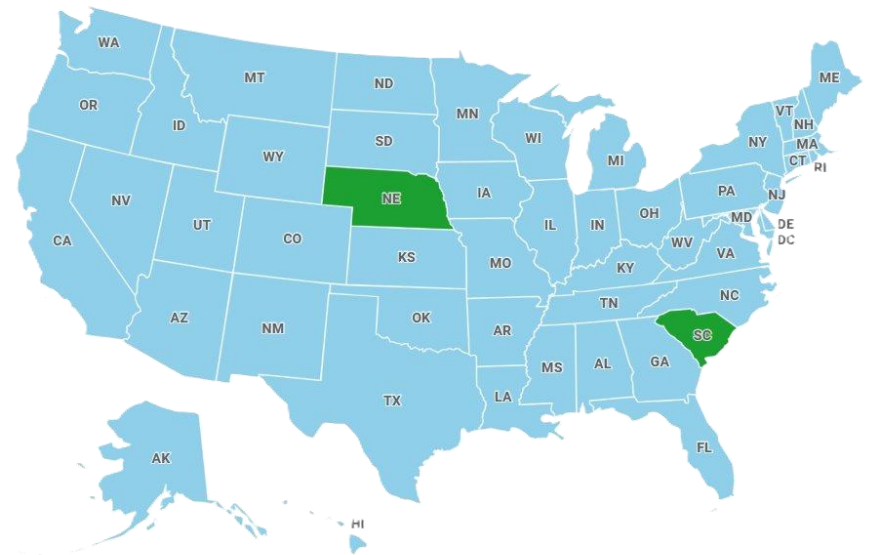 WA
MT
ND
MN
ME
OR
ID
SD
WI
MI
VT
NH
NY
MA
CT
RI
WY
NE
IA
PA
NJ
NV
UT
CO
IL
IN
OH
MD
DE
DC
CA
KS
MO
WV
VA
KY
AZ
NM
OK
AR
TN
NC
SC
MS
AL
GA
TX
LA
FL
AK
HI